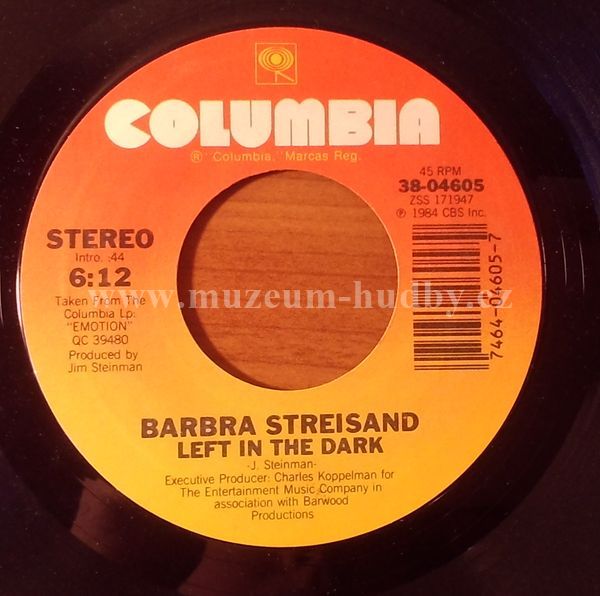 COLUMBIA
® "Columbia," Marcas Reg.
45 RPM
38-04605
ZSS 171947
℗ 1984 CBS Inc.
STEREO
Intro. :44
6:12
Taken From The
Columbia Lp:
"EMOTION"
QC 39480
Produced by
Jim Steinman
7464-04605-7
www.muzeum-hudby.cz
BARBRA STREISAND
LEFT IN THE DARK
-J. Steinman-
Executive Producer: Charles Koppelman for
The Entertainment Music Company in
association with Barwood
Productions